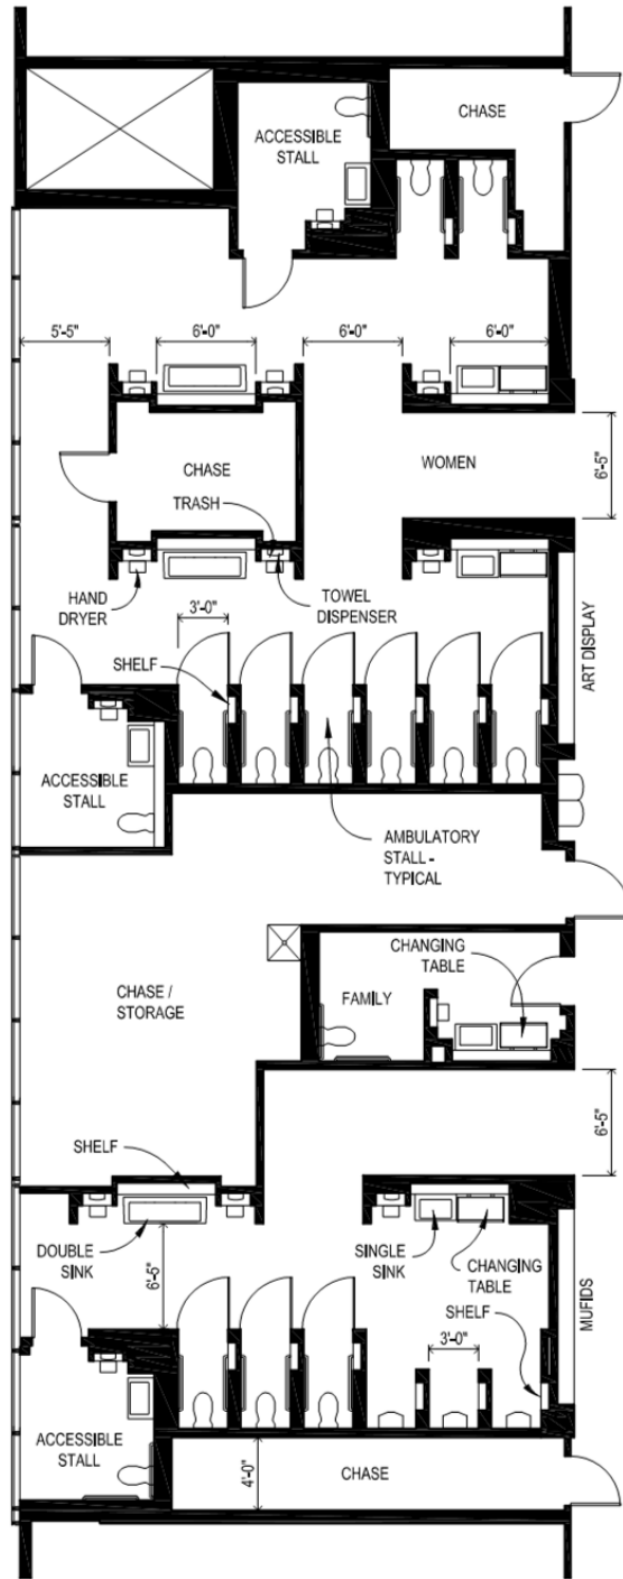 CHASE
ACCESSIBLE
STALL
5'-5"
6'-0"
6'-0"
6'-0"
CHASE
WOMEN
6'-5"
TRASH
HAND
DRYER
3'-0"
TOWEL
DISPENSER
ART DISPLAY
SHELF
ACCESSIBLE
STALL
AMBULATORY
STALL -
TYPICAL
CHANGING
TABLE
CHASE /
STORAGE
FAMILY
6'-5"
SHELF
DOUBLE
SINK
6'-5"
SINGLE
SINK
CHANGING
TABLE
MUFIDS
SHELF
3'-0"
ACCESSIBLE
STALL
4'-0"
CHASE